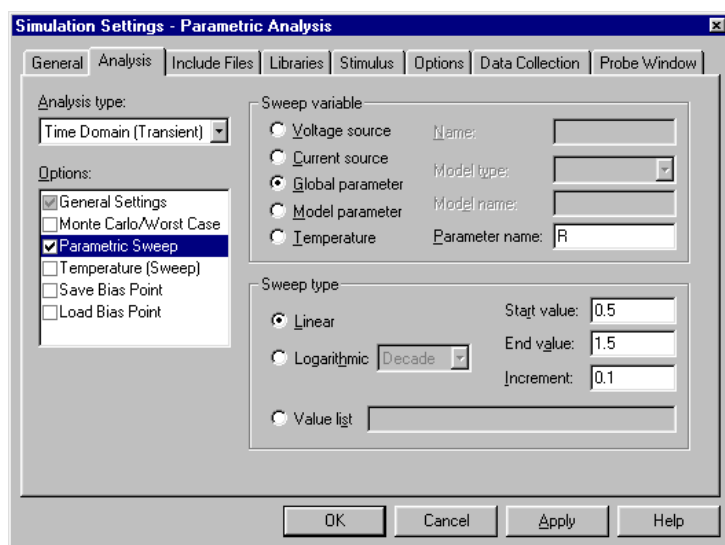 Simulation Settings - Parametric Analysis
General Analysis Include Files Libraries Stimulus Options Data Collection Probe Window
Analysis type:
Time Domain (Transient)
Options:
General Settings
Monte Carlo/Worst Case
Parametric Sweep
Temperature (Sweep)
Save Bias Point
Load Bias Point
Sweep variable
Voltage source Name:
Current source
Model type:
Global parameter
Model name:
Model parameter
Temperature Parameter name: R
Sweep type
Linear Start value: 0.5
End value: 1.5
Logarithmic Decade
Increment: 0.1
Value list
OK Cancel Apply Help